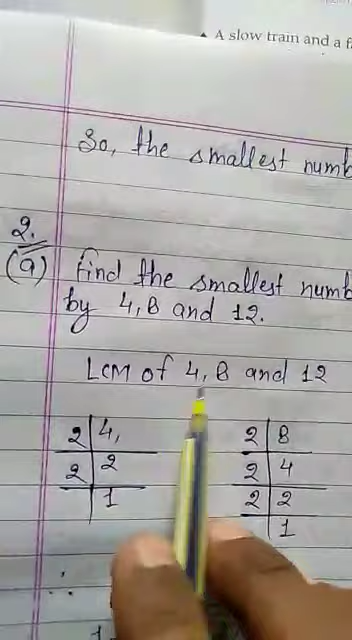 A slow train and a f
So, the smallest numb
2.
(a) Find the smallest numb
by 4, 8 and 12.
LCM of 4, 8 and 12
2 | 4,
2 | 2
1
2 | 8
2 | 4
2 | 2
1
∴